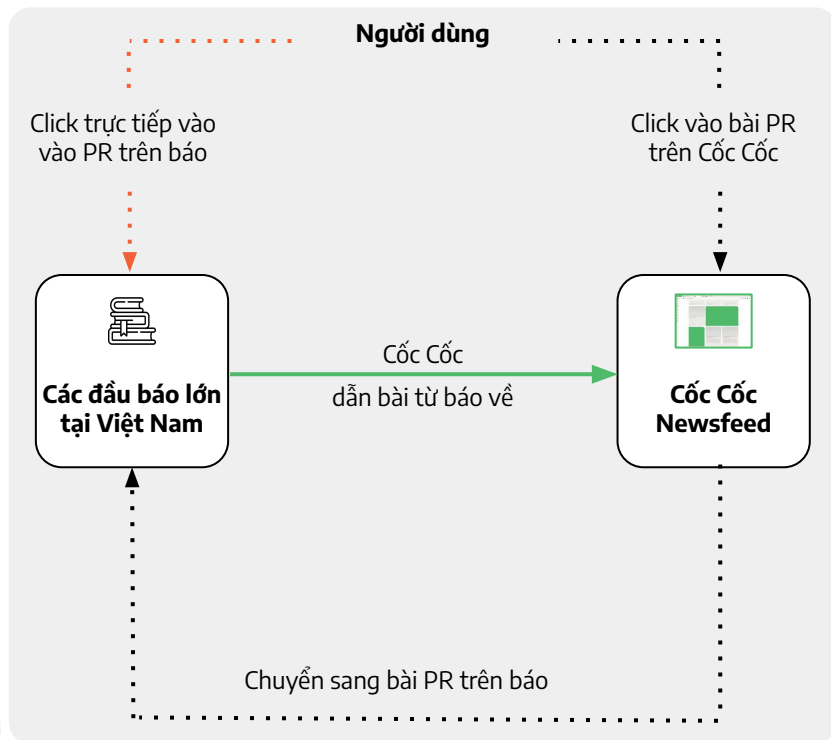 Người dùng
Click trực tiếp vào
vào PR trên báo
Click vào bài PR
trên Cốc Cốc
Các đầu báo lớn
tại Việt Nam
Cốc Cốc
dẫn bài từ báo về
Cốc Cốc
Newsfeed
Chuyển sang bài PR trên báo